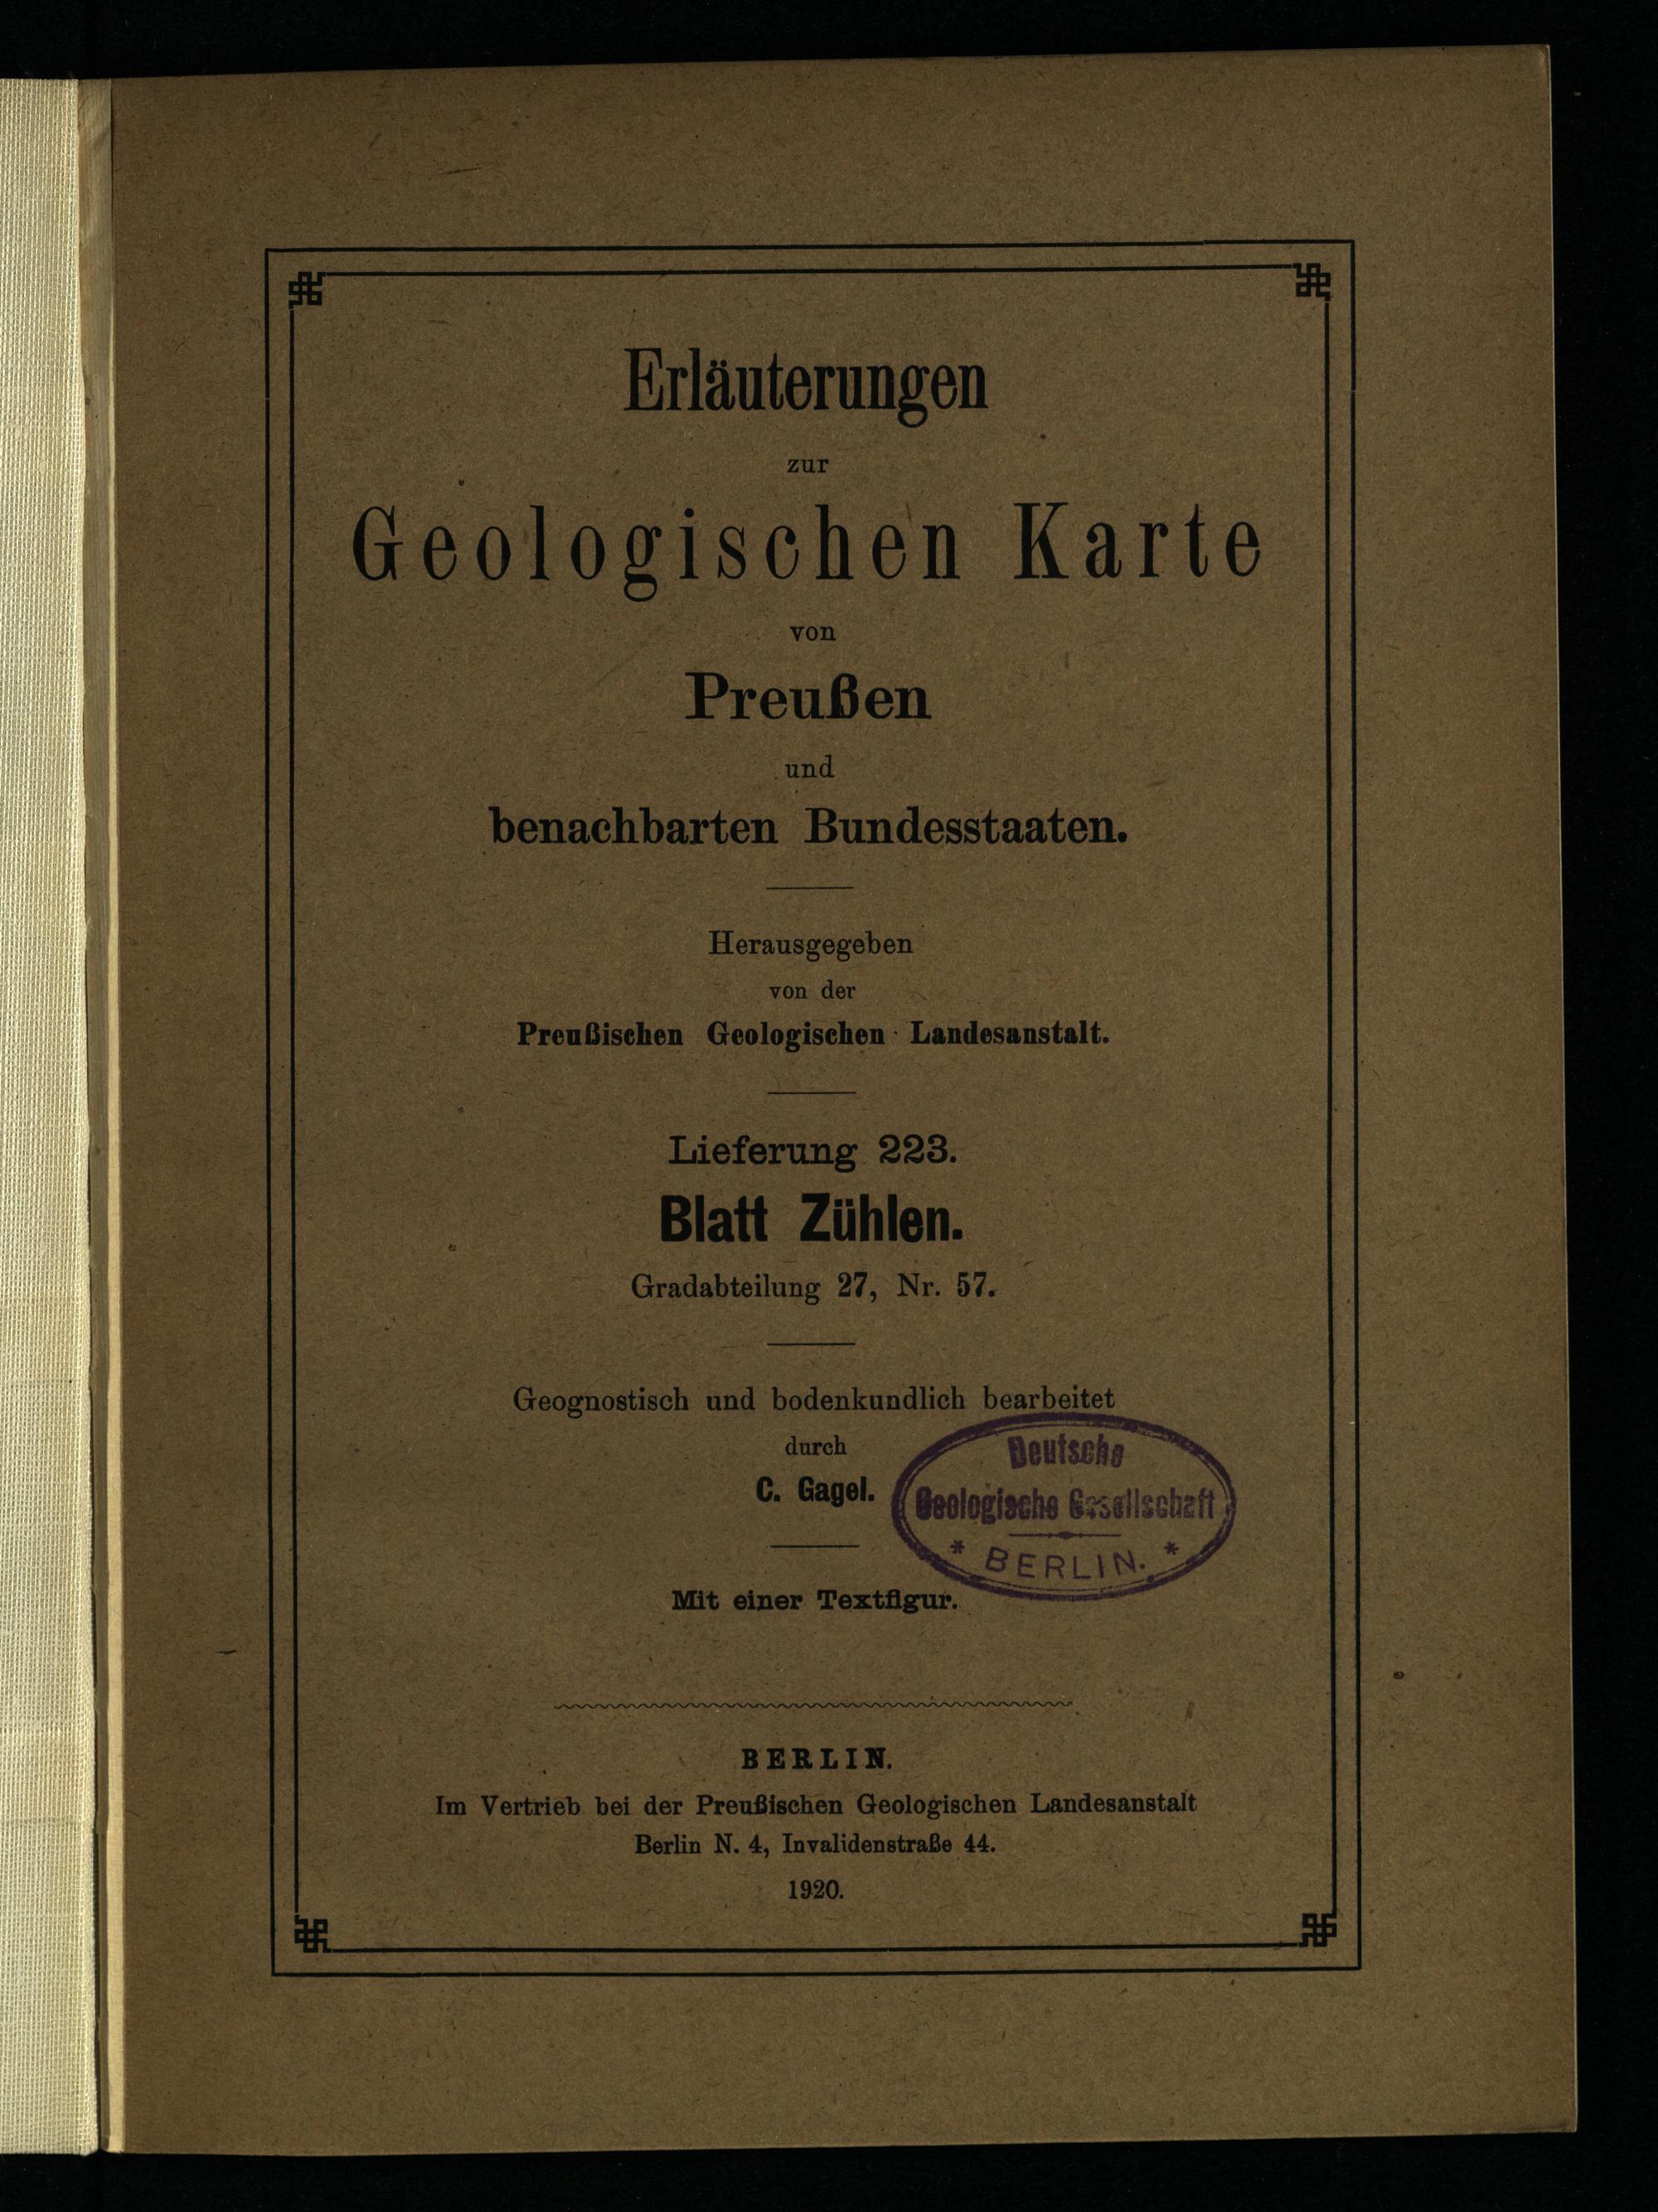 Erläuterungen
zur
Geologischen Karte
von
Preußen
und
benachbarten Bundesstaaten.
Herausgegeben
von der
Preußischen Geologischen Landesanstalt.
Lieferung 223.
Blatt Zühlen.
Gradabteilung 27, Nr. 57.
Geognostisch und bodenkundlich bearbeitet
durch
C. Gagel.
Deutsche
Geologische Gesellschaft
* BERLIN. *
Mit einer Textfigur.
BERLIN.
Im Vertrieb bei der Preußischen Geologischen Landesanstalt
Berlin N. 4, Invalidenstraße 44.
1920.